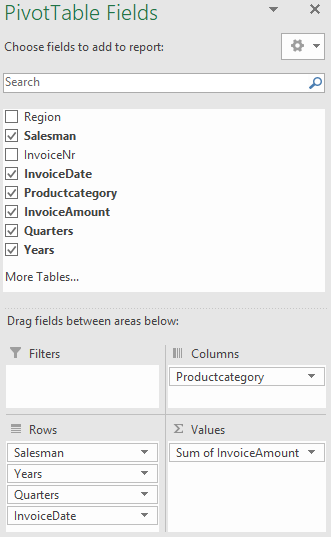 PivotTable Fields
Choose fields to add to report:
Search
Region
Salesman
InvoiceNr
InvoiceDate
Productcategory
InvoiceAmount
Quarters
Years
More Tables...
Drag fields between areas below:
Filters
Columns
Productcategory
Rows
Σ Values
Salesman
Sum of InvoiceAmount
Years
Quarters
InvoiceDate